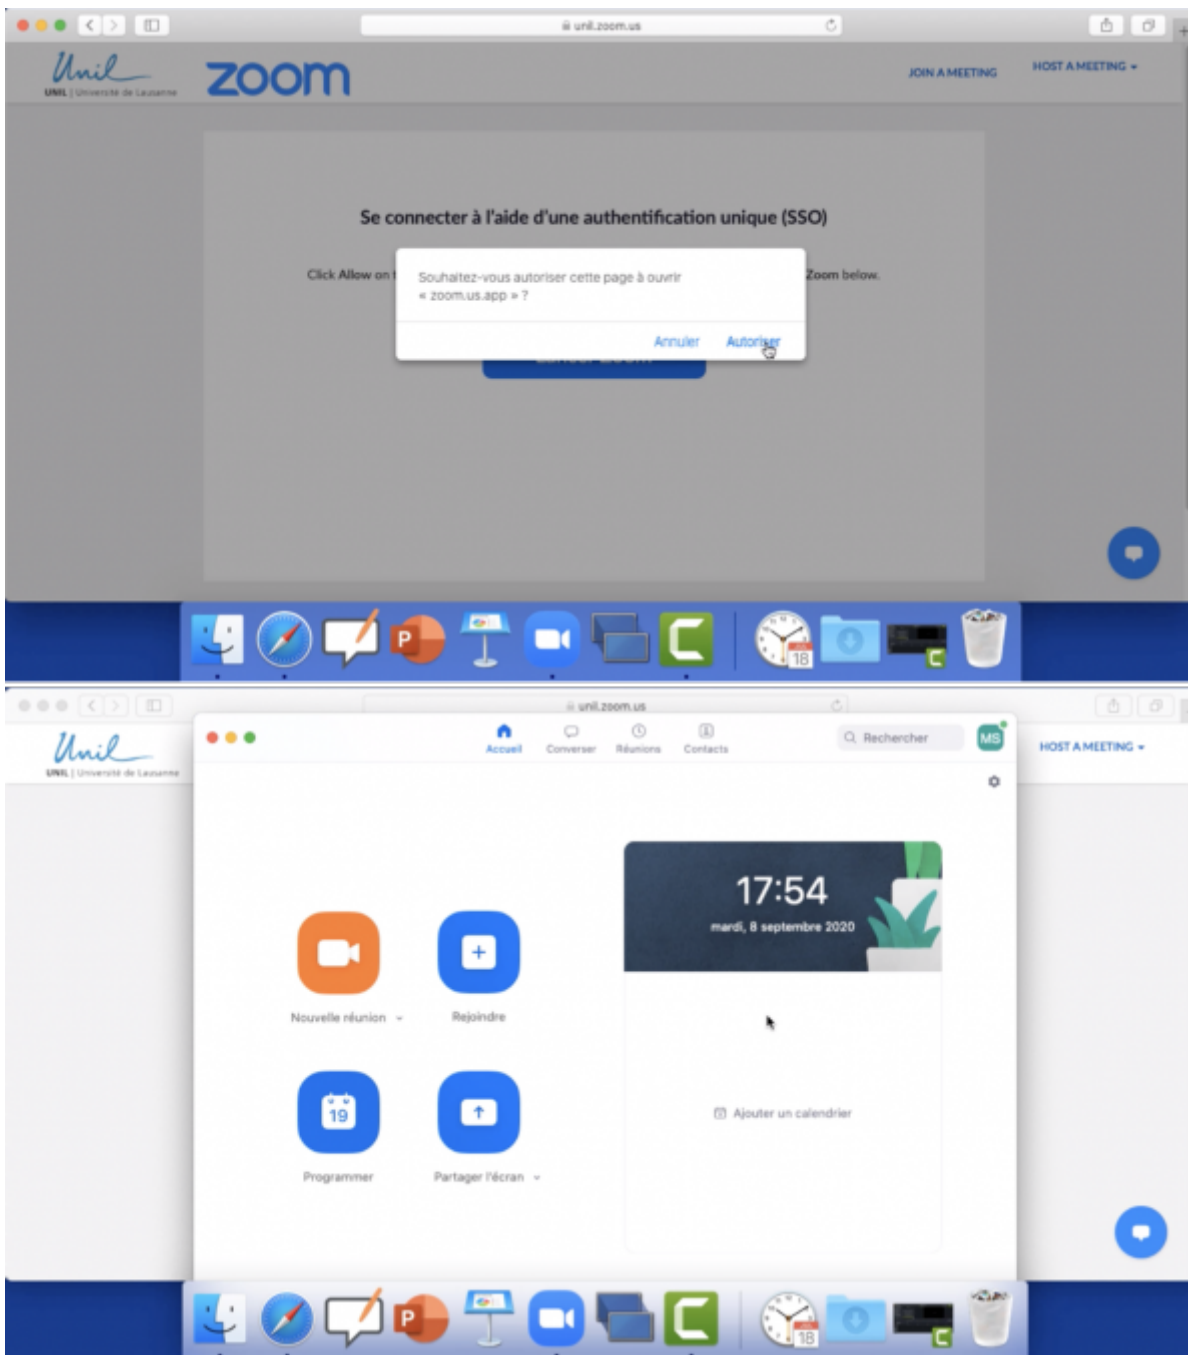 unil.zoom.us
Unil
UNIL | Université de Lausanne
zoom
JOIN A MEETING
HOST A MEETING
Se connecter à l'aide d'une authentification unique (SSO)
Click Allow on
Zoom below.
Souhaitez-vous autoriser cette page à ouvrir
« zoom.us.app » ?
Annuler Autoriser
P
18
unil.zoom.us
Unil
UNIL | Université de Lausanne
Accueil Converser Réunions Contacts
Rechercher
MS
HOST A MEETING
17:54
mardi, 8 septembre 2020
Nouvelle réunion
Rejoindre
19
Ajouter un calendrier
Programmer
Partager l'écran
P
18